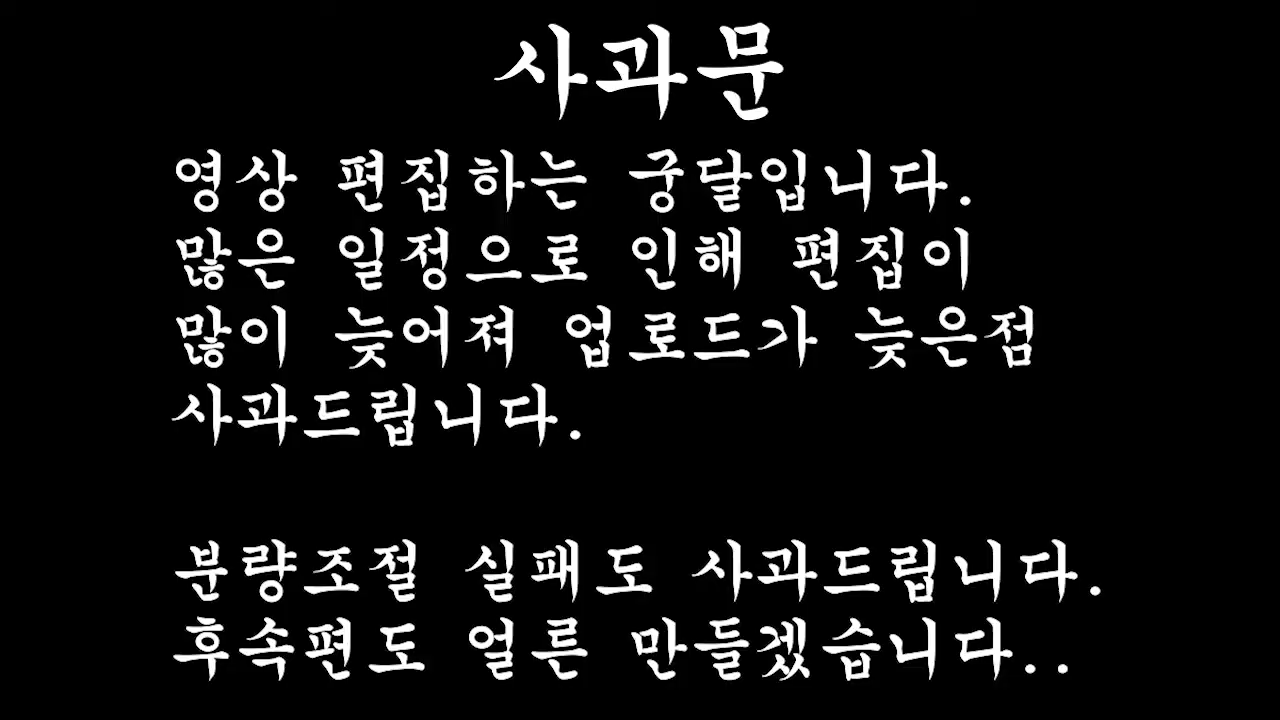 사과문
영상 편집하는 궁달입니다.
많은 일정으로 인해 편집이
많이 늦어져 업로드가 늦은점
사과드립니다.
분량조절 실패도 사과드립니다.
후속편도 얼른 만들겠습니다..